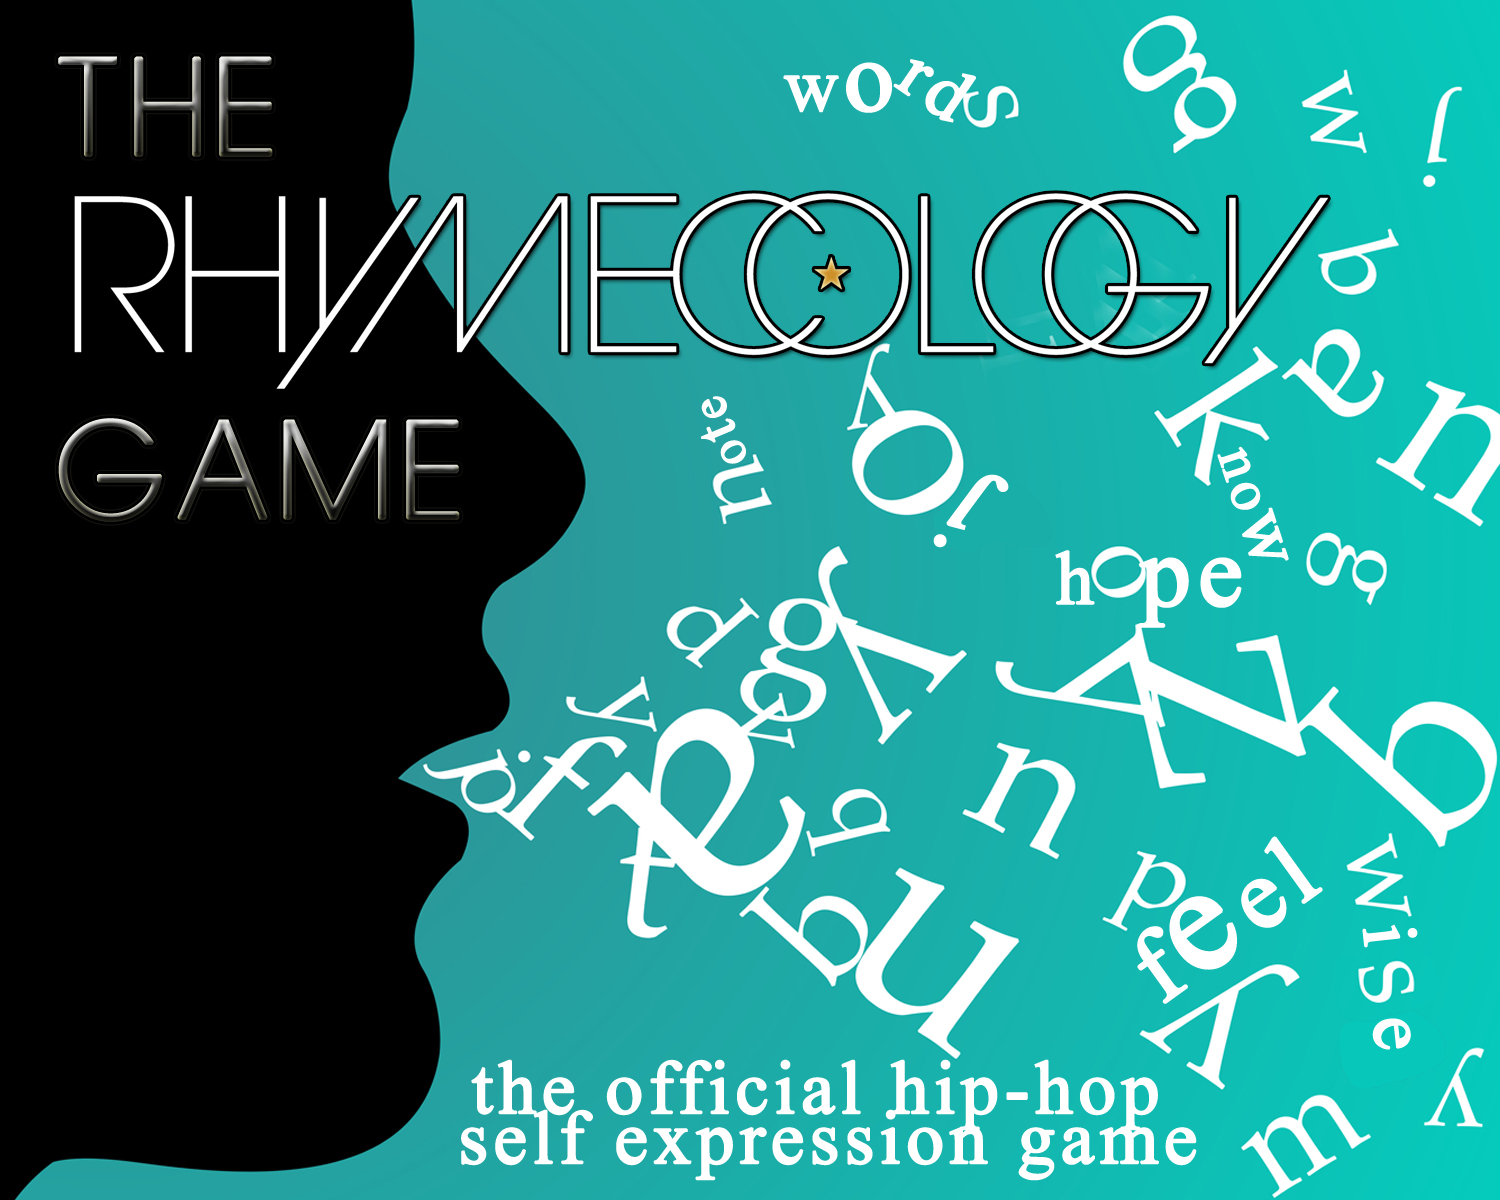 THE
words
RHYMECOLOGY
note
GAME
know
hope
feel
wise
the official hip-hop
self expression game